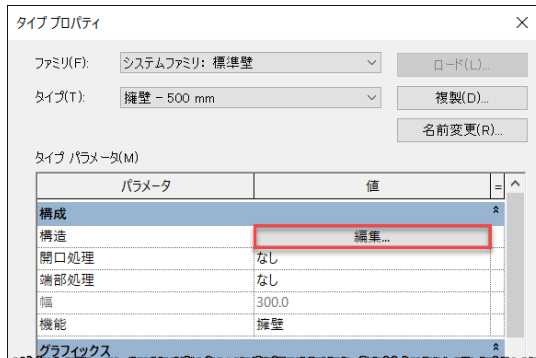 タイプ プロパティ
ファミリ(F): システムファミリ: 標準壁 ロード(L)...
タイプ(T): 擁壁 - 500 mm 複製(D)...
名前変更(R)...
タイプ パラメータ(M)
パラメータ 値 =
構成
構造 編集...
開口処理 なし
端部処理 なし
幅 300.0
機能 擁壁
グラフィックス